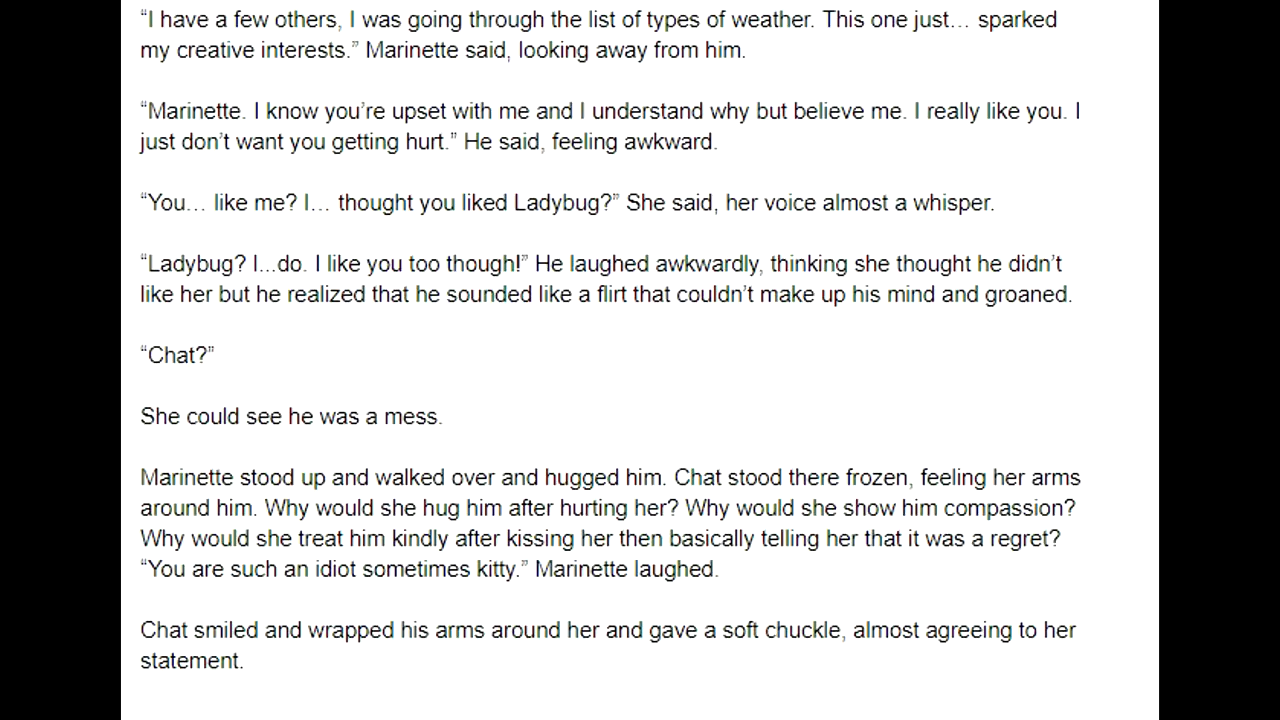 “I have a few others, I was going through the list of types of weather. This one just… sparked
my creative interests.” Marinette said, looking away from him.
“Marinette. I know you’re upset with me and I understand why but believe me. I really like you. I
just don’t want you getting hurt.” He said, feeling awkward.
“You… like me? I… thought you liked Ladybug?” She said, her voice almost a whisper.
“Ladybug? I...do. I like you too though!” He laughed awkwardly, thinking she thought he didn’t
like her but he realized that he sounded like a flirt that couldn’t make up his mind and groaned.
“Chat?”
She could see he was a mess.
Marinette stood up and walked over and hugged him. Chat stood there frozen, feeling her arms
around him. Why would she hug him after hurting her? Why would she show him compassion?
Why would she treat him kindly after kissing her then basically telling her that it was a regret?
“You are such an idiot sometimes kitty.” Marinette laughed.
Chat smiled and wrapped his arms around her and gave a soft chuckle, almost agreeing to her
statement.